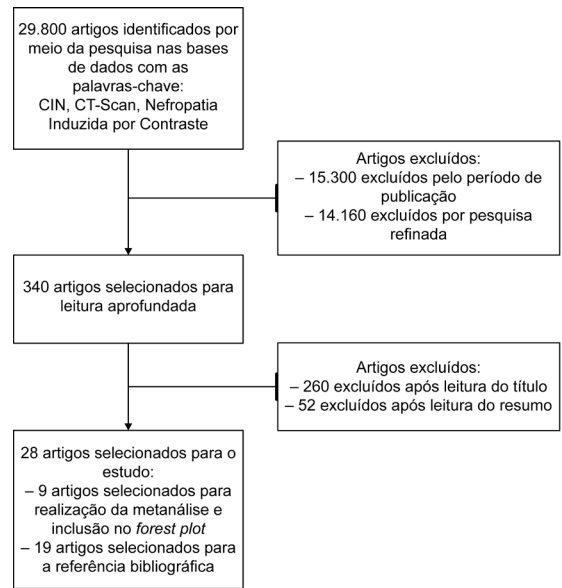 29.800 artigos identificados por
meio da pesquisa nas bases
de dados com as
palavras-chave:
CIN, CT-Scan, Nefropatia
Induzida por Contraste
Artigos excluídos:
– 15.300 excluídos pelo período de
publicação
– 14.160 excluídos por pesquisa
refinada
340 artigos selecionados para
leitura aprofundada
Artigos excluídos:
– 260 excluídos após leitura do título
– 52 excluídos após leitura do resumo
28 artigos selecionados para o
estudo:
– 9 artigos selecionados para
realização da metanálise e
inclusão no forest plot
– 19 artigos selecionados para
a referência bibliográfica